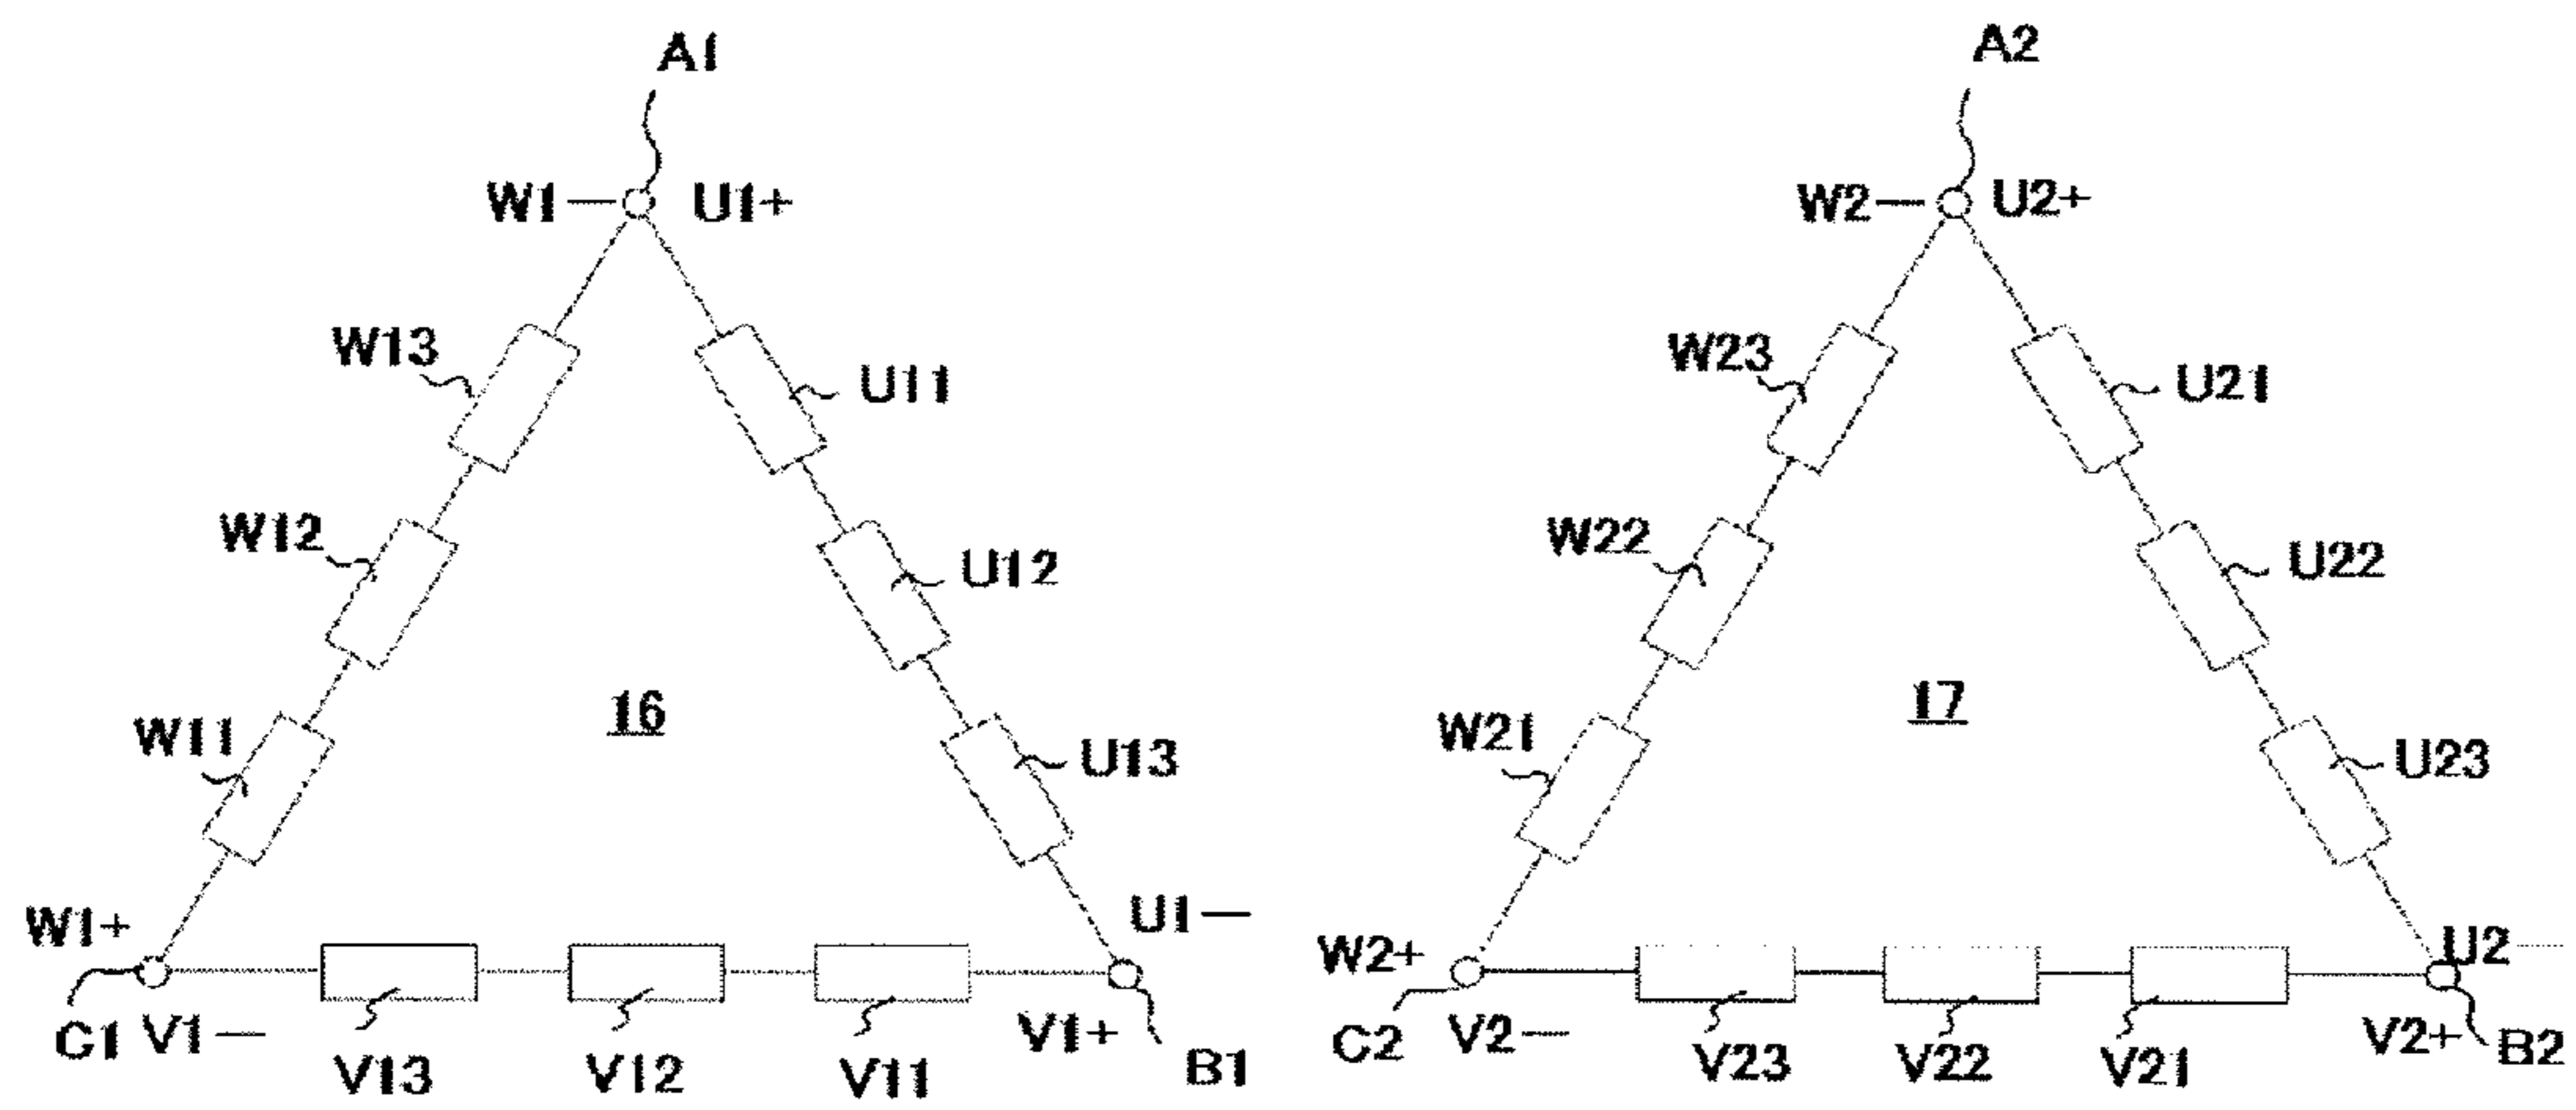 A1
W1— U1+
W13
U11
W12
U12
W11
16
U13
W1+
U1—
C1
V1—
V13
V12
V11
V1+
B1
A2
W2— U2+
W23
U21
W22
U22
W21
17
U23
W2+
U2—
C2
V2—
V23
V22
V21
V2+
B2